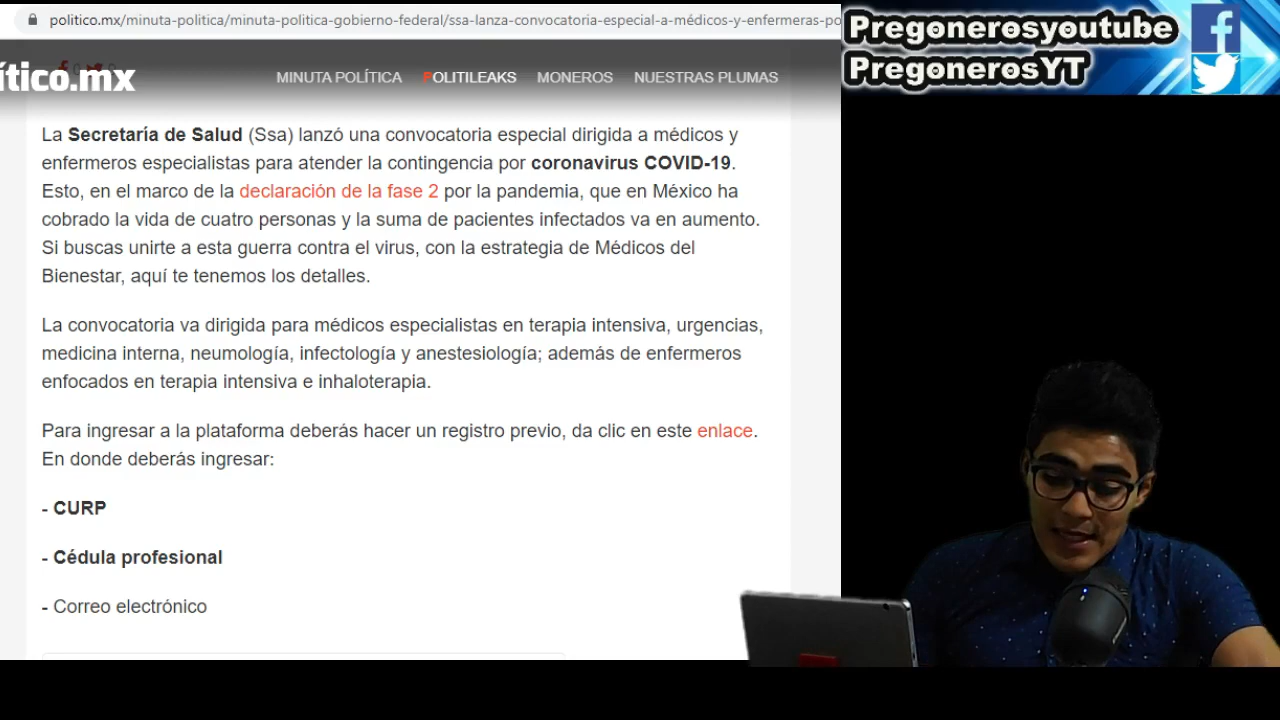 politico.mx/minuta-politica/minuta-politica-gobierno-federal/ssa-lanza-convocatoria-especial-a-médicos-y-enfermeras-po
Pregonerosyoutube
PregonerosYT
ítico.mx
MINUTA POLÍTICA POLITILEAKS MONEROS NUESTRAS PLUMAS
La Secretaría de Salud (Ssa) lanzó una convocatoria especial dirigida a médicos y
enfermeros especialistas para atender la contingencia por coronavirus COVID-19.
Esto, en el marco de la declaración de la fase 2 por la pandemia, que en México ha
cobrado la vida de cuatro personas y la suma de pacientes infectados va en aumento.
Si buscas unirte a esta guerra contra el virus, con la estrategia de Médicos del
Bienestar, aquí te tenemos los detalles.
La convocatoria va dirigida para médicos especialistas en terapia intensiva, urgencias,
medicina interna, neumología, infectología y anestesiología; además de enfermeros
enfocados en terapia intensiva e inhaloterapia.
Para ingresar a la plataforma deberás hacer un registro previo, da clic en este enlace.
En donde deberás ingresar:
- CURP
- Cédula profesional
- Correo electrónico